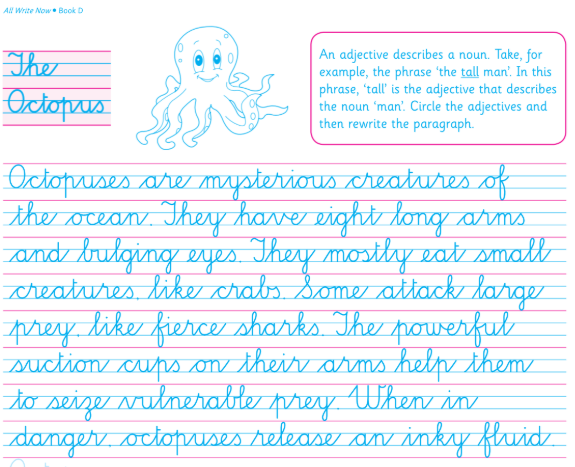 All Write Now • Book D
The
Octopus
An adjective describes a noun. Take, for
example, the phrase ‘the tall man’. In this
phrase, ‘tall’ is the adjective that describes
the noun ‘man’. Circle the adjectives and
then rewrite the paragraph.
Octopuses are mysterious creatures of
the ocean. They have eight long arms
and bulging eyes. They mostly eat small
creatures, like crabs. Some attack large
prey, like fierce sharks. The powerful
suction cups on their arms help them
to seize vulnerable prey. When in
danger, octopuses release an inky fluid.